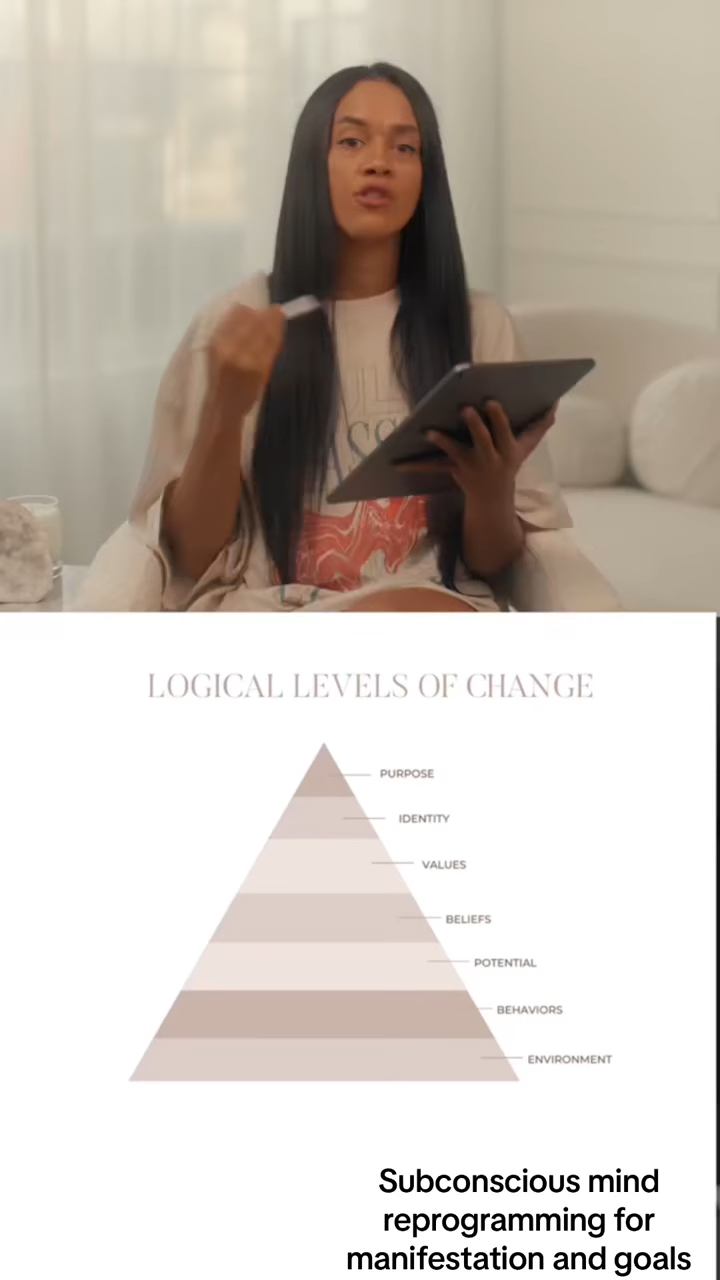 LOGICAL LEVELS OF CHANGE
PURPOSE
IDENTITY
VALUES
BELIEFS
POTENTIAL
BEHAVIORS
ENVIRONMENT
Subconscious mind
reprogramming for
manifestation and goals